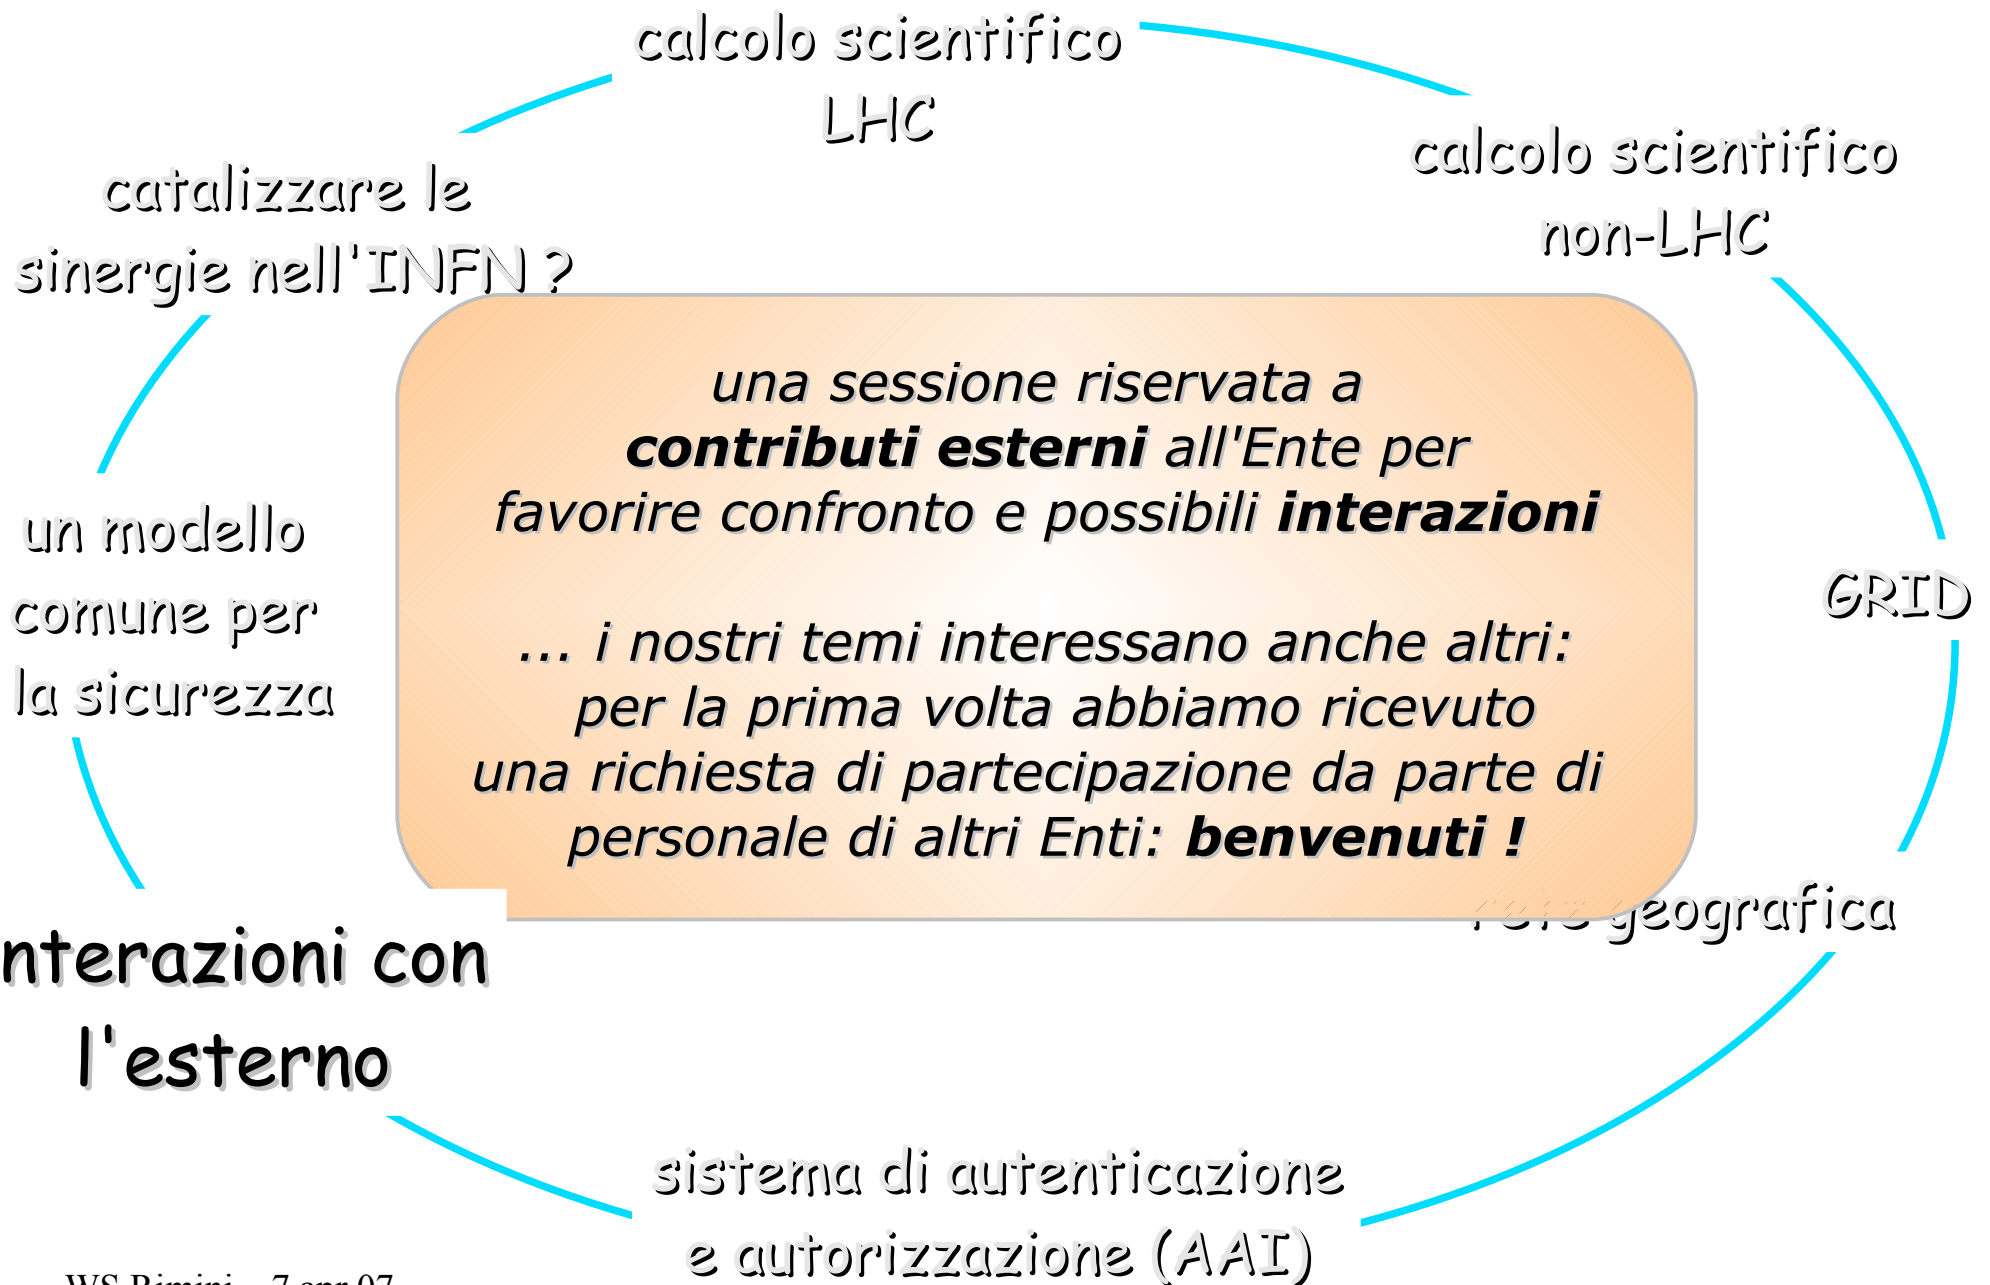 calcolo scientifico
LHC
calcolo scientifico
non-LHC
catalizzare le
sinergie nell'INFN ?
una sessione riservata a
contributi esterni all'Ente per
favorire confronto e possibili interazioni
un modello
comune per
la sicurezza
GRID
... i nostri temi interessano anche altri:
per la prima volta abbiamo ricevuto
una richiesta di partecipazione da parte di
personale di altri Enti: benvenuti !
geografica
nterazioni con
l'esterno
sistema di autenticazione
e autorizzazione (AAI)
WS Rimini